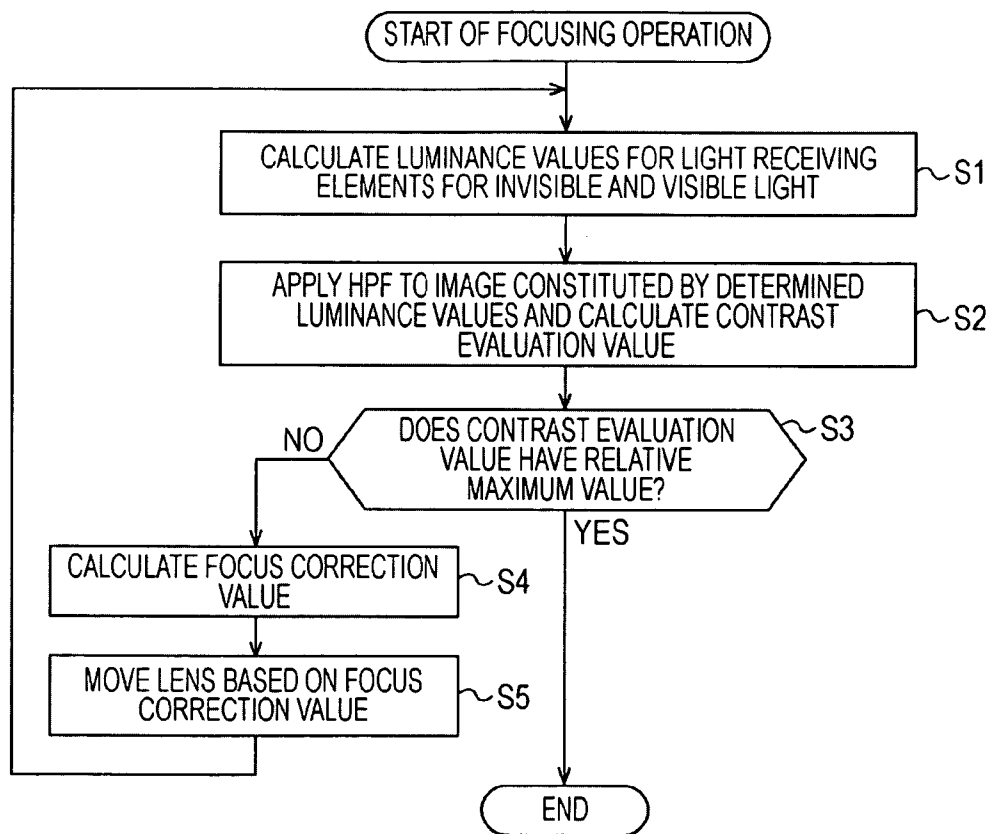 START OF FOCUSING OPERATION
CALCULATE LUMINANCE VALUES FOR LIGHT RECEIVING
ELEMENTS FOR INVISIBLE AND VISIBLE LIGHT
S1
APPLY HPF TO IMAGE CONSTITUTED BY DETERMINED
LUMINANCE VALUES AND CALCULATE CONTRAST
EVALUATION VALUE
S2
DOES CONTRAST EVALUATION
VALUE HAVE RELATIVE
MAXIMUM VALUE?
S3
NO
YES
CALCULATE FOCUS CORRECTION
VALUE
S4
MOVE LENS BASED ON FOCUS
CORRECTION VALUE
S5
END